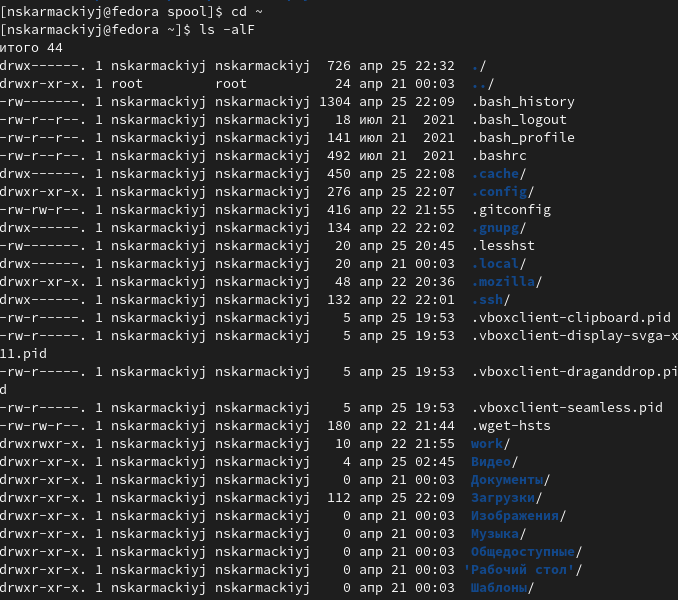 [nskarmackiyj@fedora spool]$ cd ~
[nskarmackiyj@fedora ~]$ ls -alF
итого 44
drwx------. 1 nskarmackiyj nskarmackiyj  726 апр 25 22:32  ./
drwxr-xr-x. 1 root         root           24 апр 21 00:03  ../
-rw-------. 1 nskarmackiyj nskarmackiyj 1304 апр 25 22:09  .bash_history
-rw-r--r--. 1 nskarmackiyj nskarmackiyj   18 июл 21  2021  .bash_logout
-rw-r--r--. 1 nskarmackiyj nskarmackiyj  141 июл 21  2021  .bash_profile
-rw-r--r--. 1 nskarmackiyj nskarmackiyj  492 июл 21  2021  .bashrc
drwx------. 1 nskarmackiyj nskarmackiyj  450 апр 25 22:08  .cache/
drwxr-xr-x. 1 nskarmackiyj nskarmackiyj  276 апр 25 22:07  .config/
-rw-rw-r--. 1 nskarmackiyj nskarmackiyj  416 апр 22 21:55  .gitconfig
drwx------. 1 nskarmackiyj nskarmackiyj  134 апр 22 22:02  .gnupg/
-rw-------. 1 nskarmackiyj nskarmackiyj   20 апр 25 20:45  .lesshst
drwx------. 1 nskarmackiyj nskarmackiyj   20 апр 21 00:03  .local/
drwxr-xr-x. 1 nskarmackiyj nskarmackiyj   48 апр 22 20:36  .mozilla/
drwx------. 1 nskarmackiyj nskarmackiyj  132 апр 22 22:01  .ssh/
-rw-r-----. 1 nskarmackiyj nskarmackiyj    5 апр 25 19:53  .vboxclient-clipboard.pid
-rw-r-----. 1 nskarmackiyj nskarmackiyj    5 апр 25 19:53  .vboxclient-display-svga-x
11.pid
-rw-r-----. 1 nskarmackiyj nskarmackiyj    5 апр 25 19:53  .vboxclient-draganddrop.pi
d
-rw-r-----. 1 nskarmackiyj nskarmackiyj    5 апр 25 19:53  .vboxclient-seamless.pid
-rw-rw-r--. 1 nskarmackiyj nskarmackiyj  180 апр 22 21:44  .wget-hsts
drwxrwxr-x. 1 nskarmackiyj nskarmackiyj   10 апр 22 21:55  work/
drwxr-xr-x. 1 nskarmackiyj nskarmackiyj    4 апр 25 02:45  Видео/
drwxr-xr-x. 1 nskarmackiyj nskarmackiyj    0 апр 21 00:03  Документы/
drwxr-xr-x. 1 nskarmackiyj nskarmackiyj  112 апр 25 22:09  Загрузки/
drwxr-xr-x. 1 nskarmackiyj nskarmackiyj    0 апр 21 00:03  Изображения/
drwxr-xr-x. 1 nskarmackiyj nskarmackiyj    0 апр 21 00:03  Музыка/
drwxr-xr-x. 1 nskarmackiyj nskarmackiyj    0 апр 21 00:03  Общедоступные/
drwxr-xr-x. 1 nskarmackiyj nskarmackiyj    0 апр 21 00:03 'Рабочий стол'/
drwxr-xr-x. 1 nskarmackiyj nskarmackiyj    0 апр 21 00:03  Шаблоны/